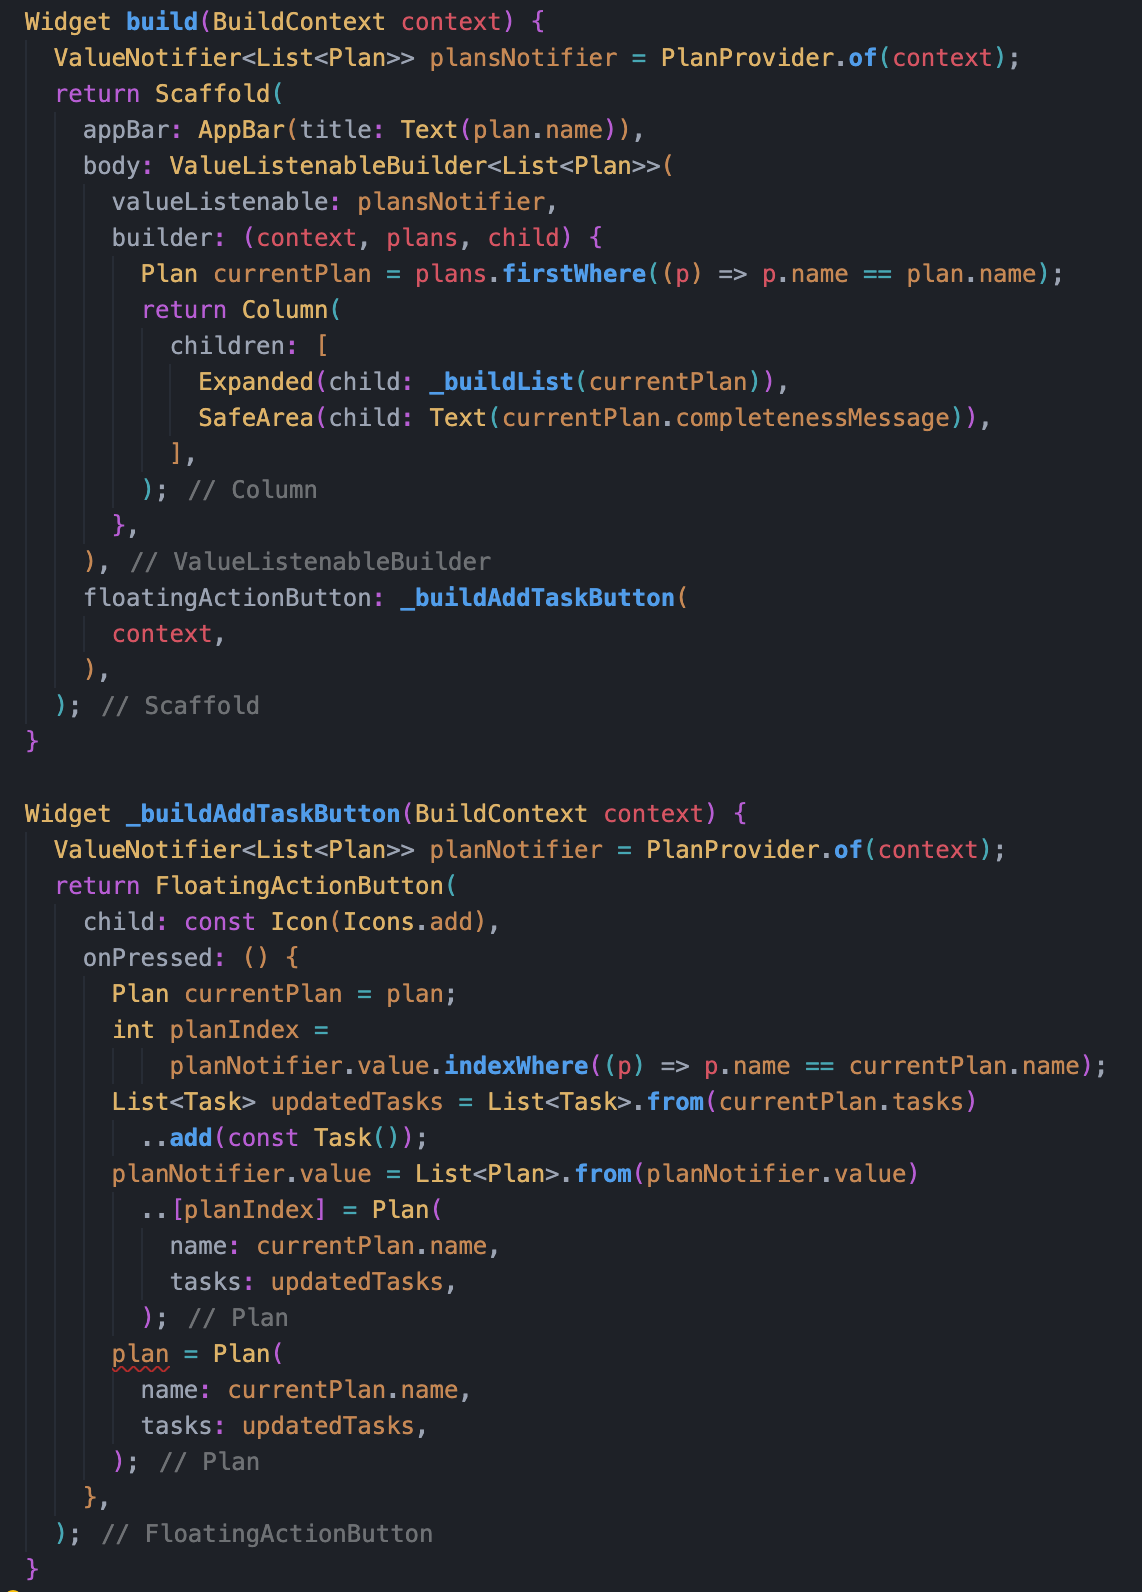 Widget build(BuildContext context) {
  ValueNotifier<List<Plan>> plansNotifier = PlanProvider.of(context);
  return Scaffold(
    appBar: AppBar(title: Text(plan.name)),
    body: ValueListenableBuilder<List<Plan>>(
      valueListenable: plansNotifier,
      builder: (context, plans, child) {
        Plan currentPlan = plans.firstWhere((p) => p.name == plan.name);
        return Column(
          children: [
            Expanded(child: _buildList(currentPlan)),
            SafeArea(child: Text(currentPlan.completenessMessage)),
          ],
        ); // Column
      },
    ), // ValueListenableBuilder
    floatingActionButton: _buildAddTaskButton(
      context,
    ),
  ); // Scaffold
}

Widget _buildAddTaskButton(BuildContext context) {
  ValueNotifier<List<Plan>> planNotifier = PlanProvider.of(context);
  return FloatingActionButton(
    child: const Icon(Icons.add),
    onPressed: () {
      Plan currentPlan = plan;
      int planIndex =
          planNotifier.value.indexWhere((p) => p.name == currentPlan.name);
      List<Task> updatedTasks = List<Task>.from(currentPlan.tasks)
        ..add(const Task());
      planNotifier.value = List<Plan>.from(planNotifier.value)
        ..[planIndex] = Plan(
          name: currentPlan.name,
          tasks: updatedTasks,
        ); // Plan
      plan = Plan(
        name: currentPlan.name,
        tasks: updatedTasks,
      ); // Plan
    },
  ); // FloatingActionButton
}